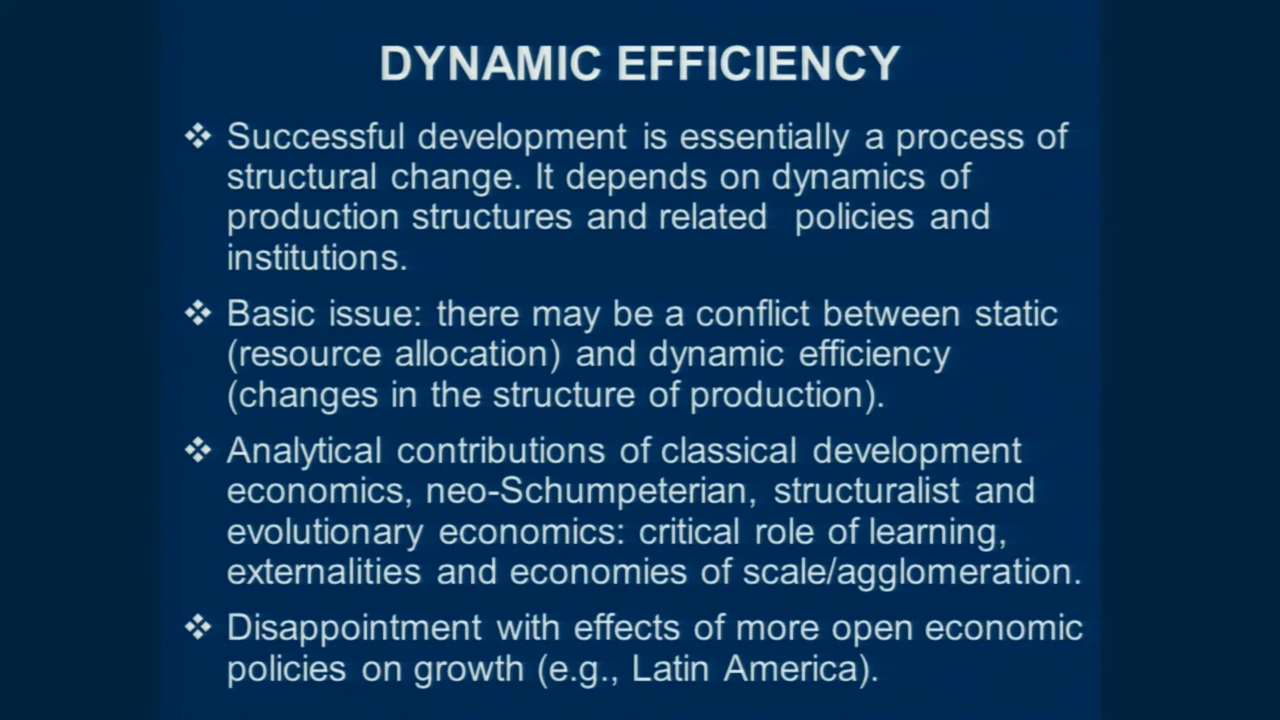 DYNAMIC EFFICIENCY
❖ Successful development is essentially a process of
structural change. It depends on dynamics of
production structures and related policies and
institutions.
❖ Basic issue: there may be a conflict between static
(resource allocation) and dynamic efficiency
(changes in the structure of production).
❖ Analytical contributions of classical development
economics, neo-Schumpeterian, structuralist and
evolutionary economics: critical role of learning,
externalities and economies of scale/agglomeration.
❖ Disappointment with effects of more open economic
policies on growth (e.g., Latin America).